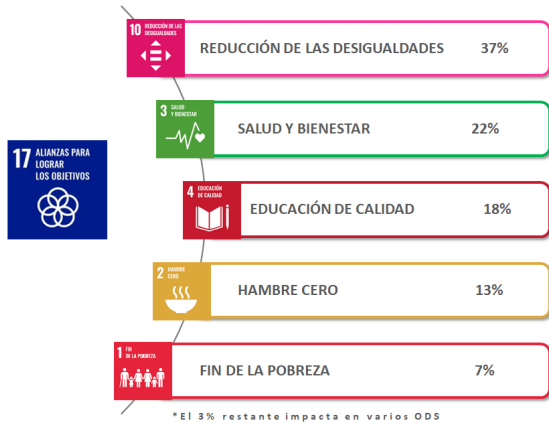 10 REDUCCIÓN DE LAS
DESIGUALDADES
REDUCCIÓN DE LAS DESIGUALDADES 37%
3 SALUD
Y BIENESTAR
SALUD Y BIENESTAR 22%
17 ALIANZAS PARA
LOGRAR
LOS OBJETIVOS
4 EDUCACIÓN
DE CALIDAD
EDUCACIÓN DE CALIDAD 18%
2 HAMBRE
CERO
HAMBRE CERO 13%
1 FIN
DE LA POBREZA
FIN DE LA POBREZA 7%
*El 3% restante impacta en varios ODS